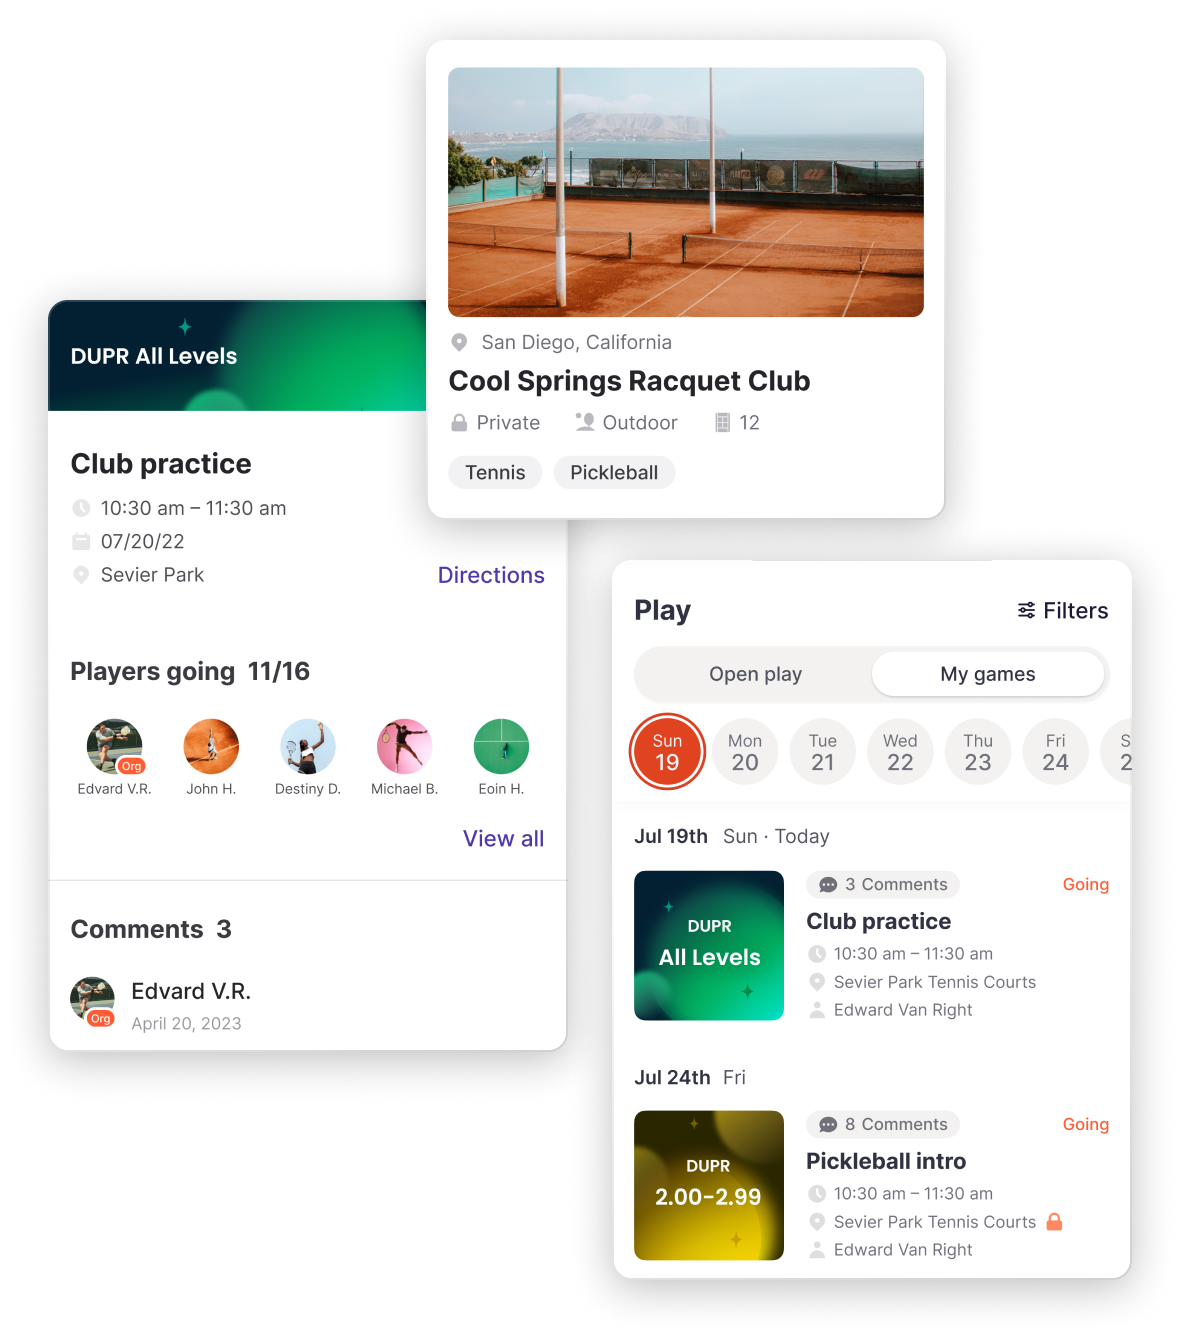 San Diego, California
Cool Springs Racquet Club
Private Outdoor 12
Tennis Pickleball
DUPR All Levels
Club practice
10:30 am – 11:30 am
07/20/22
Sevier Park Directions
Players going 11/16
Org
Edvard V.R. John H. Destiny D. Michael B. Eoin H.
View all
Comments 3
Edvard V.R.
Org
April 20, 2023
Play Filters
Open play My games
Sun Mon Tue Wed Thu Fri S
19 20 21 22 23 24 2
Jul 19th Sun · Today
DUPR
All Levels
3 Comments Going
Club practice
10:30 am – 11:30 am
Sevier Park Tennis Courts
Edward Van Right
Jul 24th Fri
DUPR
2.00–2.99
8 Comments Going
Pickleball intro
10:30 am – 11:30 am
Sevier Park Tennis Courts
Edward Van Right